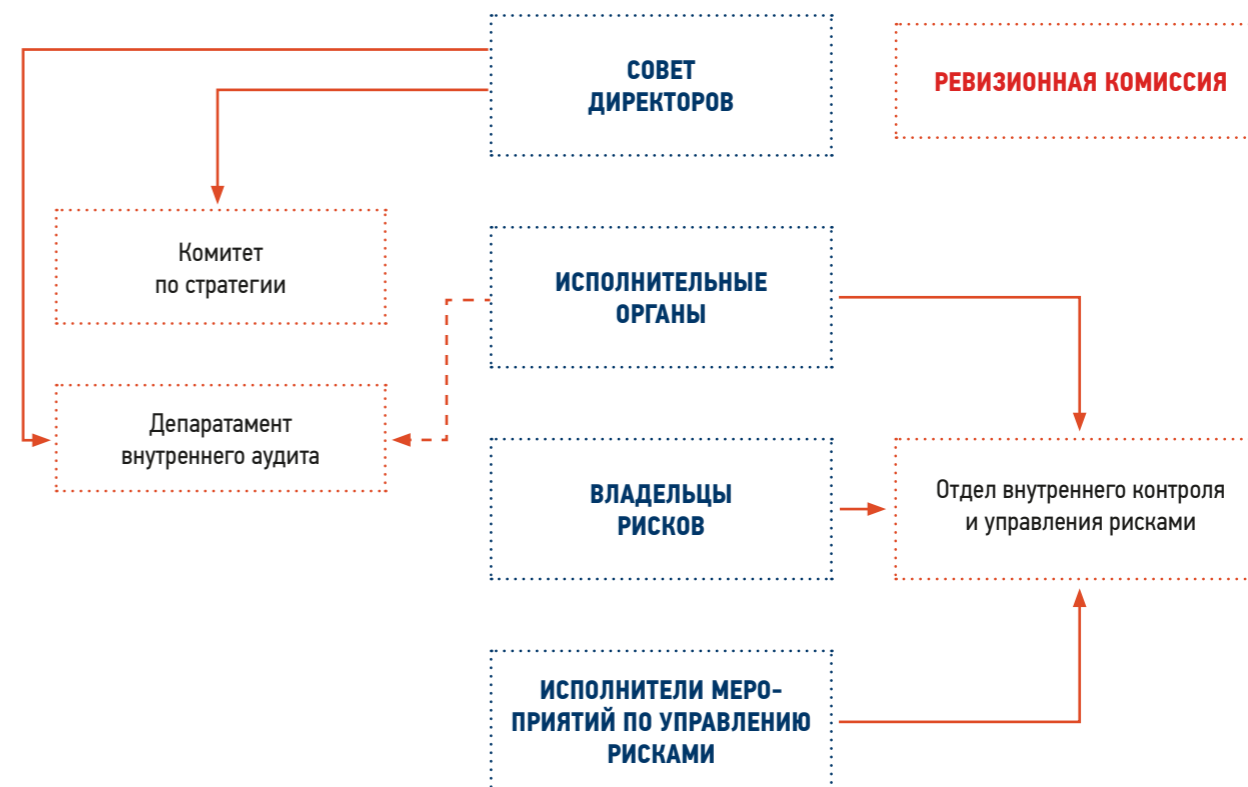 СОВЕТ
ДИРЕКТОРОВ
РЕВИЗИОННАЯ КОМИССИЯ
Комитет
по стратегии
ИСПОЛНИТЕЛЬНЫЕ
ОРГАНЫ
Депаратамент
внутреннего аудита
ВЛАДЕЛЬЦЫ
РИСКОВ
Отдел внутреннего контроля
и управления рисками
ИСПОЛНИТЕЛИ МЕРО-
ПРИЯТИЙ ПО УПРАВЛЕНИЮ
РИСКАМИ